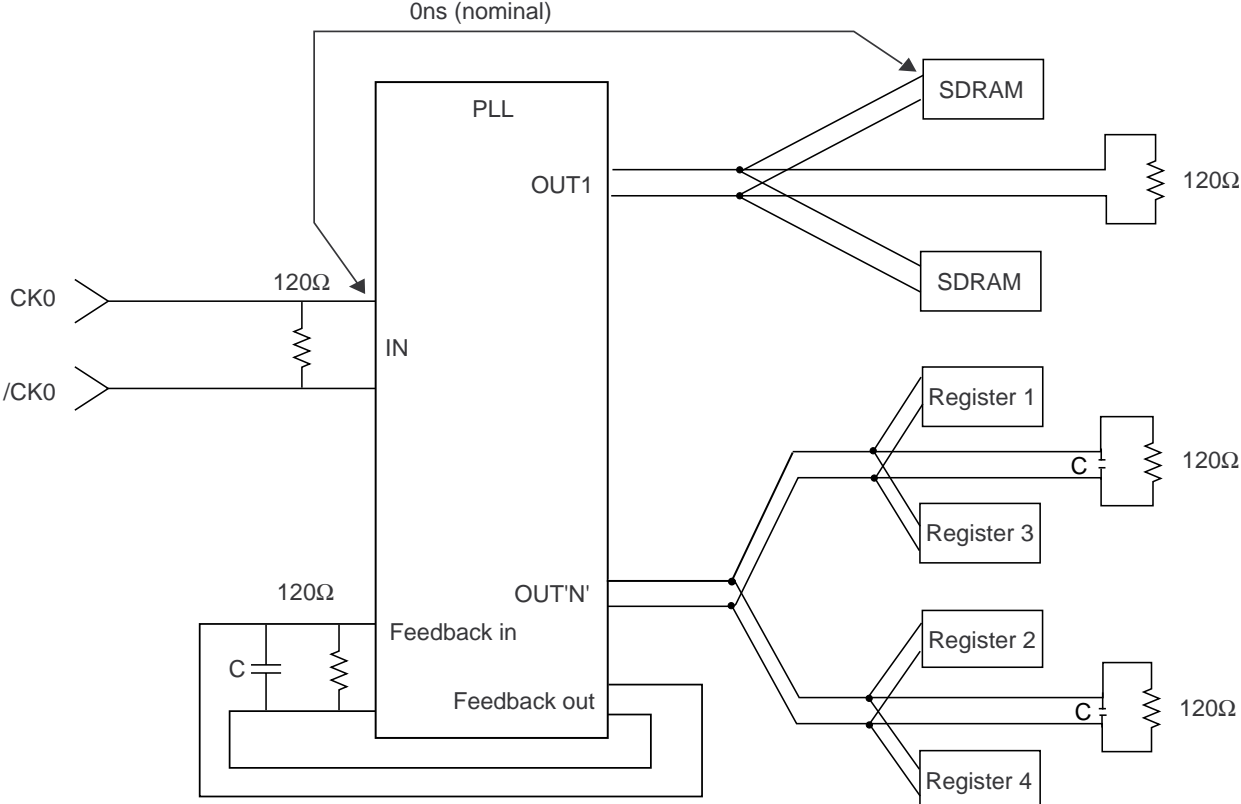 0ns (nominal)
PLL
SDRAM
OUT1
120Ω
SDRAM
120Ω
CK0
IN
/CK0
Register 1
C
120Ω
Register 3
120Ω
OUT'N'
Feedback in
Register 2
C
Feedback out
C
120Ω
Register 4